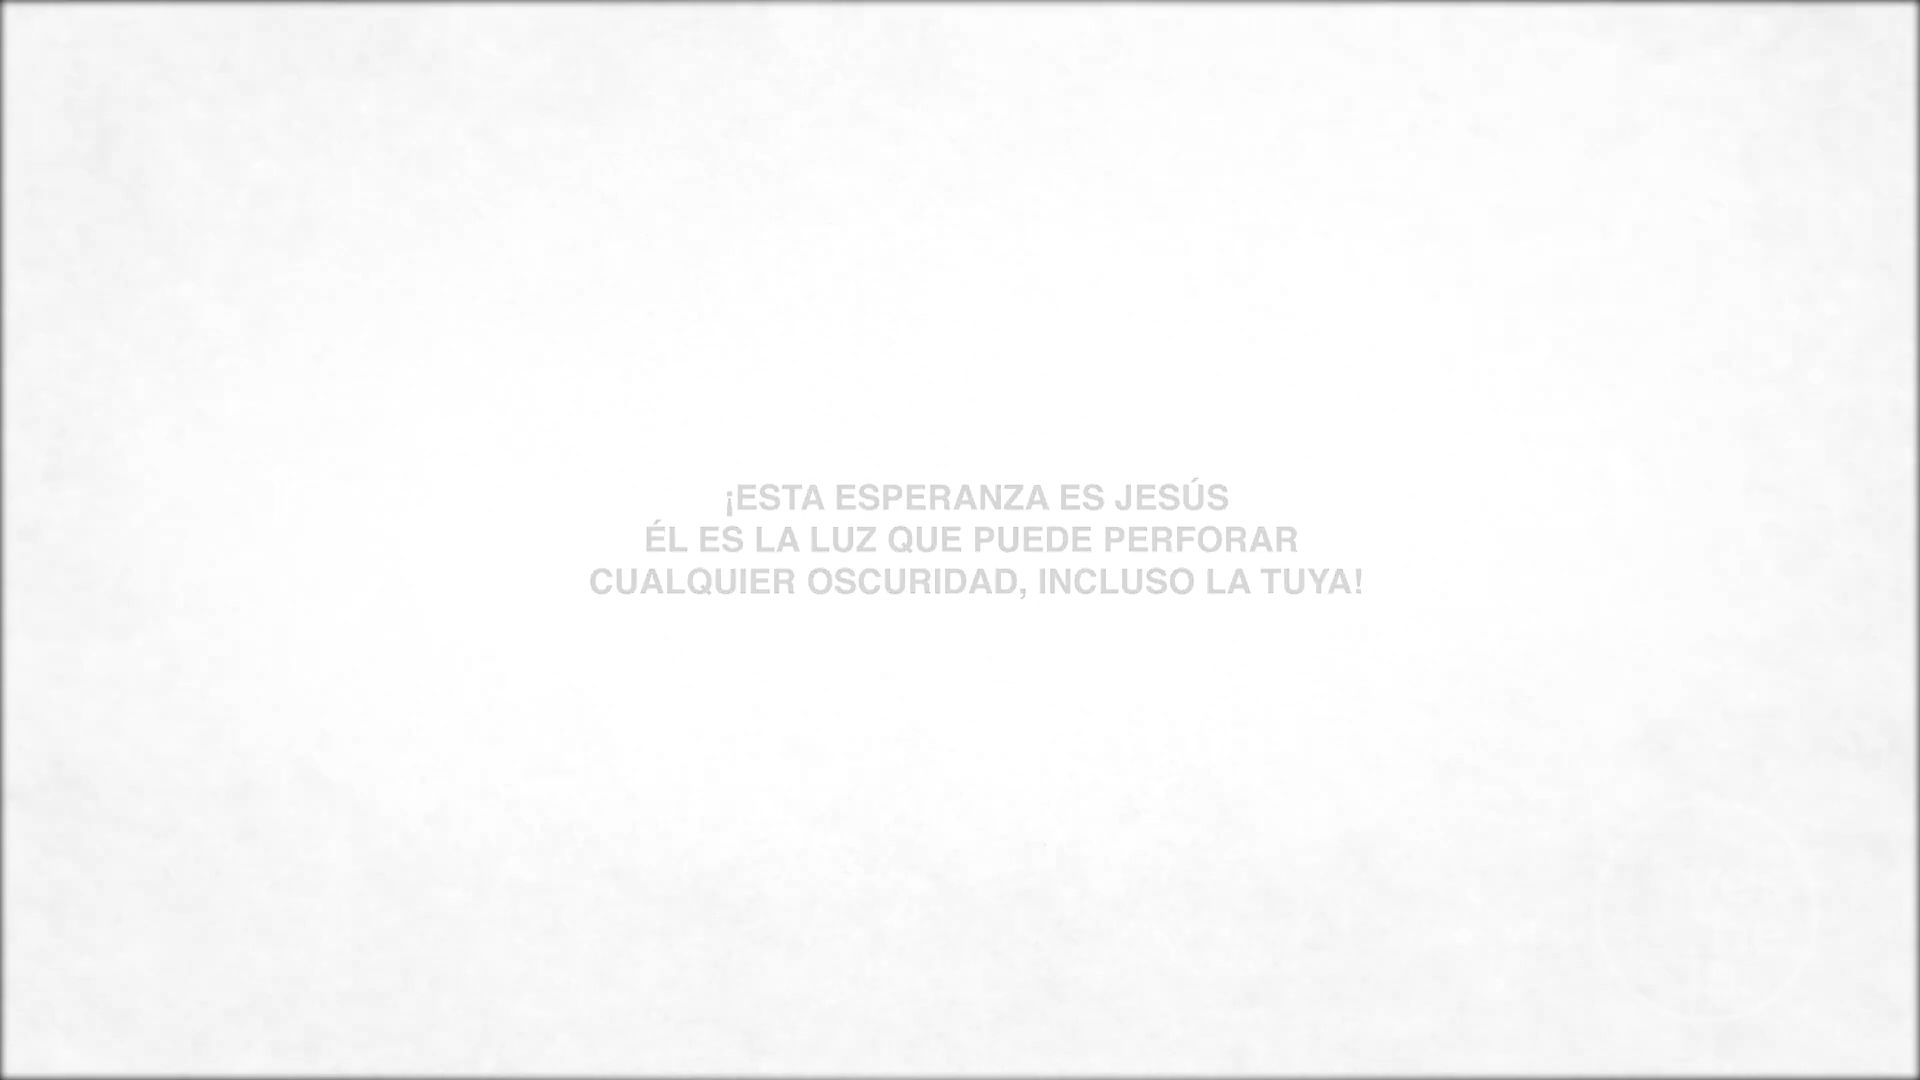 ¡ESTA ESPERANZA ES JESÚS
ÉL ES LA LUZ QUE PUEDE PERFORAR
CUALQUIER OSCURIDAD, INCLUSO LA TUYA!